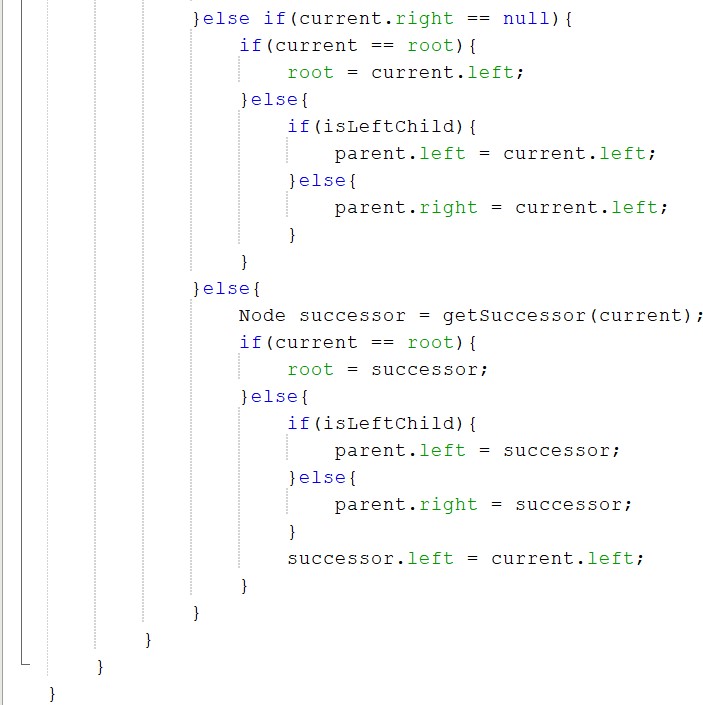 }else if(current.right == null){
if(current == root){
root = current.left;
}else{
if(isLeftChild){
parent.left = current.left;
}else{
parent.right = current.left;
}
}
}else{
Node successor = getSuccessor(current);
if(current == root){
root = successor;
}else{
if(isLeftChild){
parent.left = successor;
}else{
parent.right = successor;
}
successor.left = current.left;
}
}
}
}
}